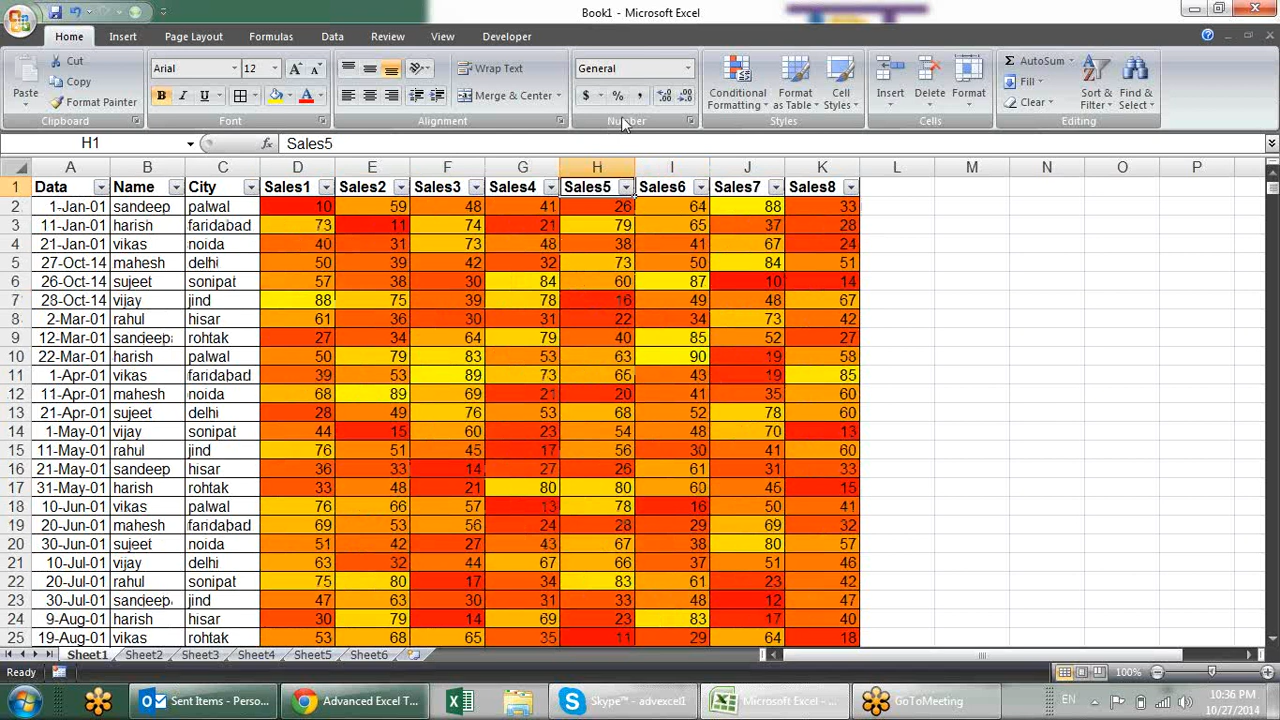 Book1 - Microsoft Excel
Home Insert Page Layout Formulas Data Review View Developer
Paste
Cut
Copy
Format Painter
Clipboard
Arial 12
B I U
Font
Wrap Text
Merge & Center
Alignment
General
$ % ,
Number
Conditional Formatting
Format as Table
Cell Styles
Styles
Insert
Delete
Format
Cells
Σ AutoSum
Fill
Clear
Sort & Filter
Find & Select
Editing
H1 fx Sales5
A B C D E F G H I J K L M N O P
1 Data Name City Sales1 Sales2 Sales3 Sales4 Sales5 Sales6 Sales7 Sales8
2 1-Jan-01 sandeep palwal 10 59 48 41 26 64 88 33
3 11-Jan-01 harish faridabad 73 11 74 21 79 65 37 28
4 21-Jan-01 vikas noida 40 31 73 48 38 41 67 24
5 27-Oct-14 mahesh delhi 50 39 42 32 73 50 84 51
6 26-Oct-14 sujeet sonipat 57 38 30 84 60 87 10 14
7 28-Oct-14 vijay jind 88 75 39 78 16 49 48 67
8 2-Mar-01 rahul hisar 61 36 30 31 22 34 73 42
9 12-Mar-01 sandeep rohtak 27 34 64 79 40 85 52 27
10 22-Mar-01 harish palwal 50 79 83 53 63 90 19 58
11 1-Apr-01 vikas faridabad 39 53 89 73 65 43 19 85
12 11-Apr-01 mahesh noida 68 89 69 21 20 41 35 60
13 21-Apr-01 sujeet delhi 28 49 76 53 68 52 78 60
14 1-May-01 vijay sonipat 44 15 60 23 54 48 70 13
15 11-May-01 rahul jind 76 51 45 17 56 30 41 60
16 21-May-01 sandeep hisar 36 33 14 27 26 61 31 33
17 31-May-01 harish rohtak 33 48 21 80 80 60 46 15
18 10-Jun-01 vikas palwal 76 66 57 13 78 16 50 41
19 20-Jun-01 mahesh faridabad 69 53 56 24 28 29 69 32
20 30-Jun-01 sujeet noida 51 42 27 43 67 38 80 57
21 10-Jul-01 vijay delhi 63 32 44 67 66 37 51 46
22 20-Jul-01 rahul sonipat 75 80 17 34 83 61 23 42
23 30-Jul-01 sandeep jind 47 63 30 31 33 48 12 47
24 9-Aug-01 harish hisar 30 79 14 69 23 83 17 40
25 19-Aug-01 vikas rohtak 53 68 65 35 11 29 64 18
Sheet1 Sheet2 Sheet3 Sheet4 Sheet5 Sheet6
Ready 100%
Sent Items - Perso... Advanced Excel T... Skype™ - advexcel1 Microsoft Excel - ... GoToMeeting EN
10:36 PM
10/27/2014